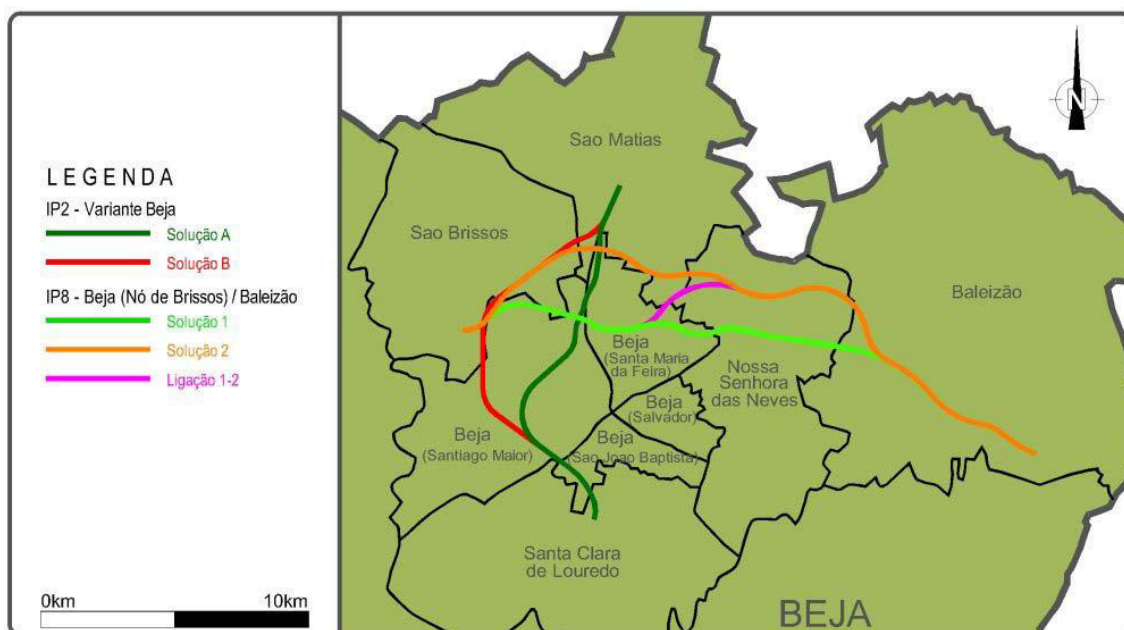 LEGENDA
IP2 - Variante Beja
Solução A
Solução B
IP8 - Beja (Nó de Brissos) / Baleizão
Solução 1
Solução 2
Ligação 1-2
0km 10km
N
Sao Matias
Sao Brissos
Baleizão
Beja
(Santa Maria
da Feira)
Nossa
Senhora
das Neves
Beja
(Salvador)
Beja
(Santiago Maior)
Beja
(Sao Joao Baptista)
Santa Clara
de Louredo
BEJA